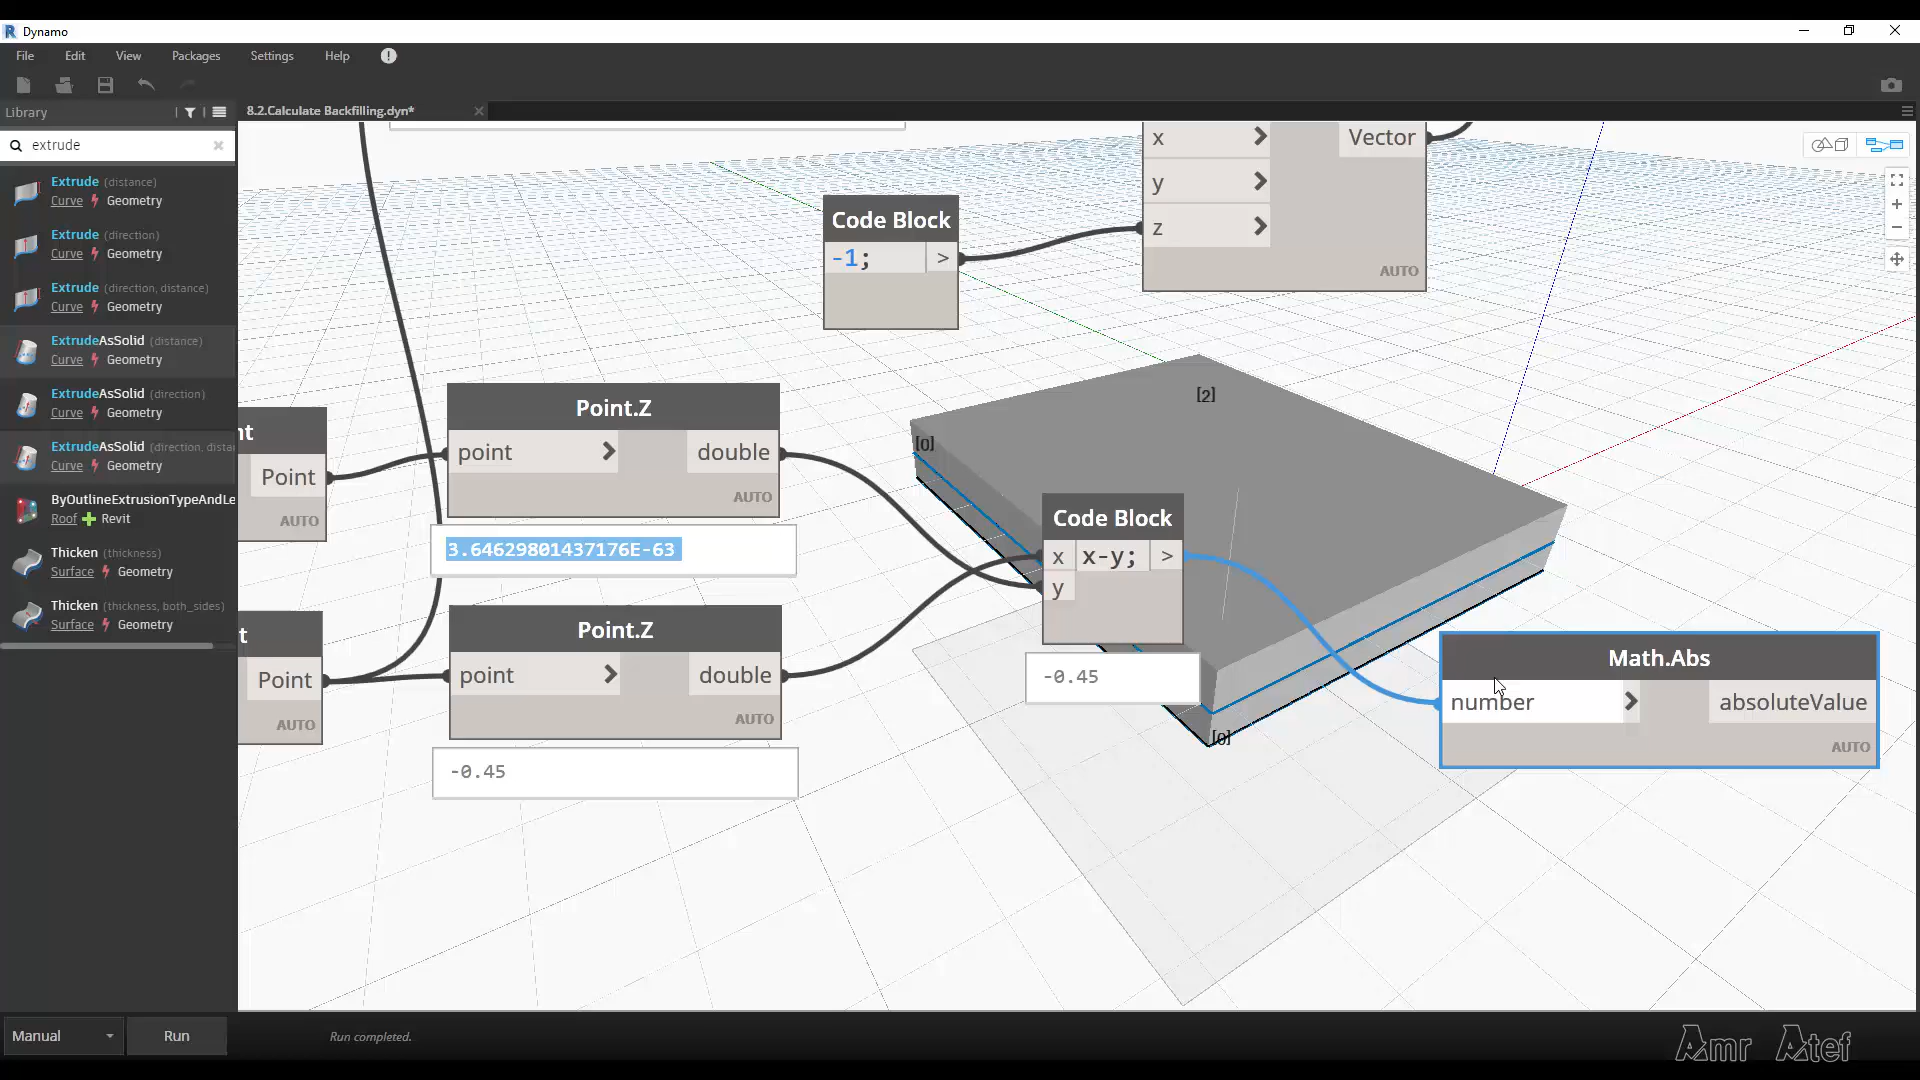 Dynamo
File Edit View Packages Settings Help !
Library
8.2.Calculate Backfilling.dyn*
extrude
Extrude (distance)
Curve Geometry
Extrude (direction)
Curve Geometry
Extrude (direction, distance)
Curve Geometry
ExtrudeAsSolid (distance)
Curve Geometry
ExtrudeAsSolid (direction)
Curve Geometry
ExtrudeAsSolid (direction, dista
Curve Geometry
ByOutlineExtrusionTypeAndLe
Roof Revit
Thicken (thickness)
Surface Geometry
Thicken (thickness, both_sides)
Surface Geometry
x > Vector
y >
z >
AUTO
Code Block
-1; >
nt
Point
AUTO
Point.Z
point > double
AUTO
3.64629801437176E-63
t
Point
AUTO
Point.Z
point > double
AUTO
-0.45
[2]
[0]
[0]
Code Block
x x-y; >
y
-0.45
Math.Abs
number > absoluteValue
AUTO
Manual Run Run completed.
Amr Atef